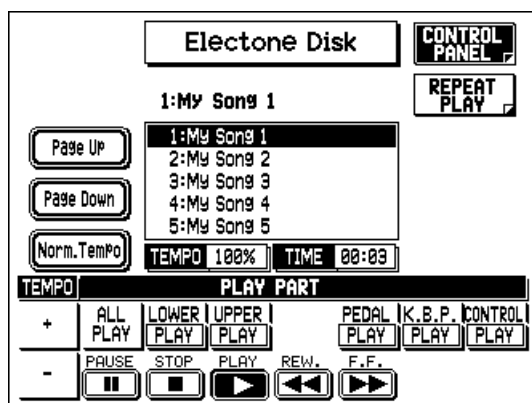 Electone Disk
CONTROL
PANEL
REPEAT
PLAY
1:My Song 1
1:My Song 1
2:My Song 2
3:My Song 3
4:My Song 4
5:My Song 5
Page Up
Page Down
Norm.Tempo
TEMPO 100% TIME 00:03
TEMPO PLAY PART
+ ALL LOWER UPPER PEDAL K.B.P. CONTROL
PLAY PLAY PLAY PLAY PLAY PLAY
- PAUSE STOP PLAY REW. F.F.